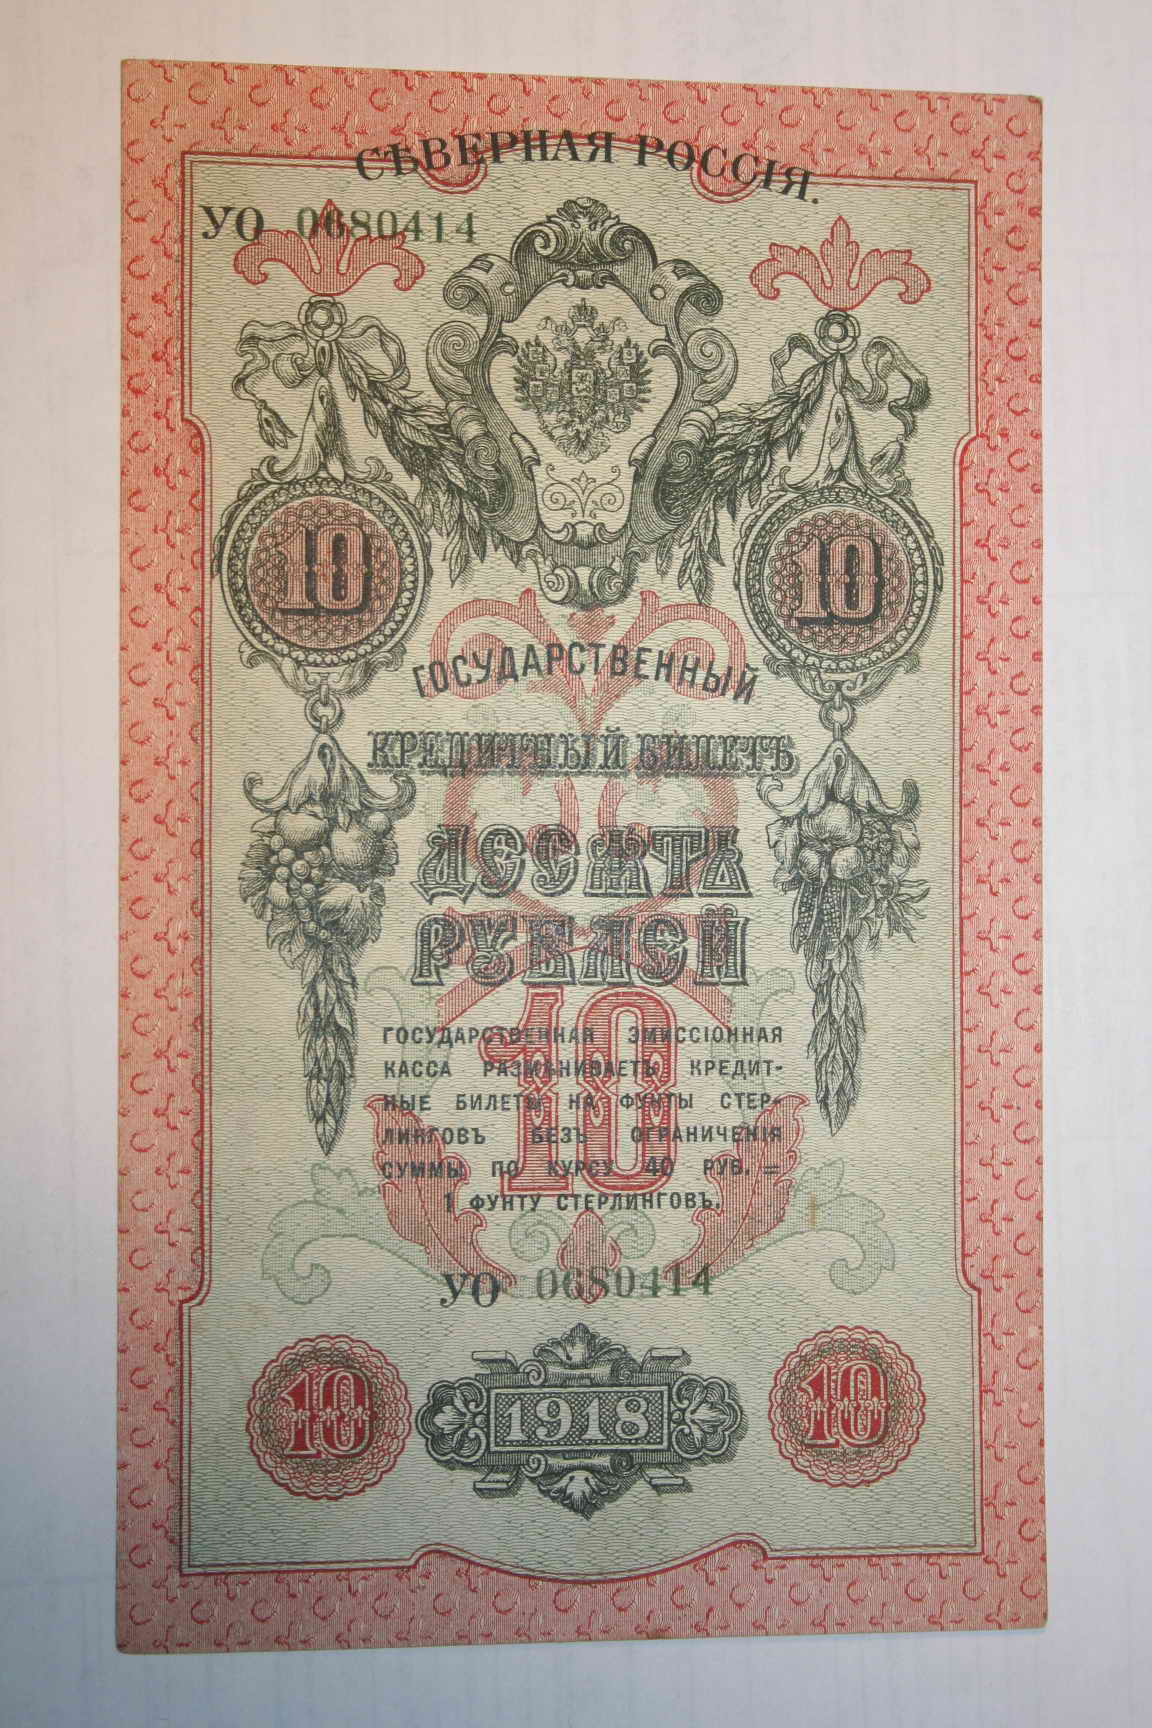 СѢВЕРНАЯ РОССІЯ.
УО 0680414
10 10
ГОСУДАРСТВЕННЫЙ
КРЕДИТНЫЙ БИЛЕТЪ
ДЕСЯТЬ
РУБЛЕЙ
10
ГОСУДАРСТВЕННАЯ ЭМИССІОННАЯ
КАССА РАЗМѢНИВАЕТЪ КРЕДИТ-
НЫЕ БИЛЕТЫ НА ФУНТЫ СТЕР-
ЛИНГОВЪ БЕЗЪ ОГРАНИЧЕНІЯ
СУММЫ ПО КУРСУ 40 РУБ. =
1 ФУНТУ СТЕРЛИНГОВЪ.
УО 0680414
10 1918 10